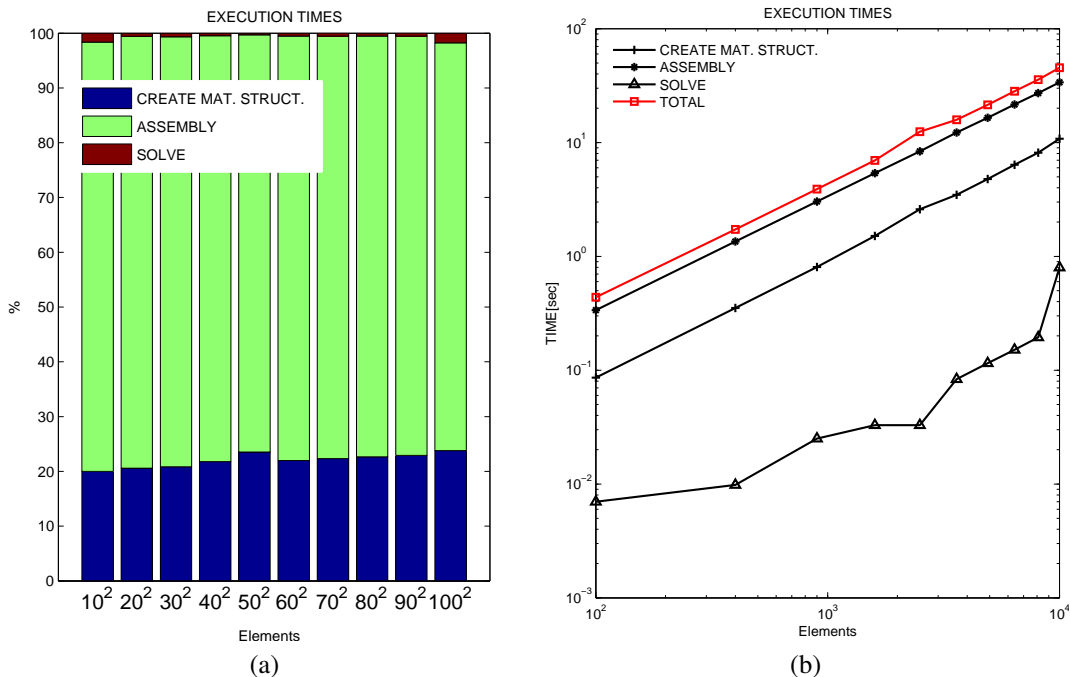 EXECUTION TIMES
100
90
80
70
60
50
40
30
20
10
0
%
CREATE MAT. STRUCT.
ASSEMBLY
SOLVE
10² 20² 30² 40² 50² 60² 70² 80² 90² 100²
Elements
(a)
EXECUTION TIMES
10²
10¹
10⁰
10⁻¹
10⁻²
10⁻³
TIME[sec]
CREATE MAT. STRUCT.
ASSEMBLY
SOLVE
TOTAL
10² 10³ 10⁴
Elements
(b)